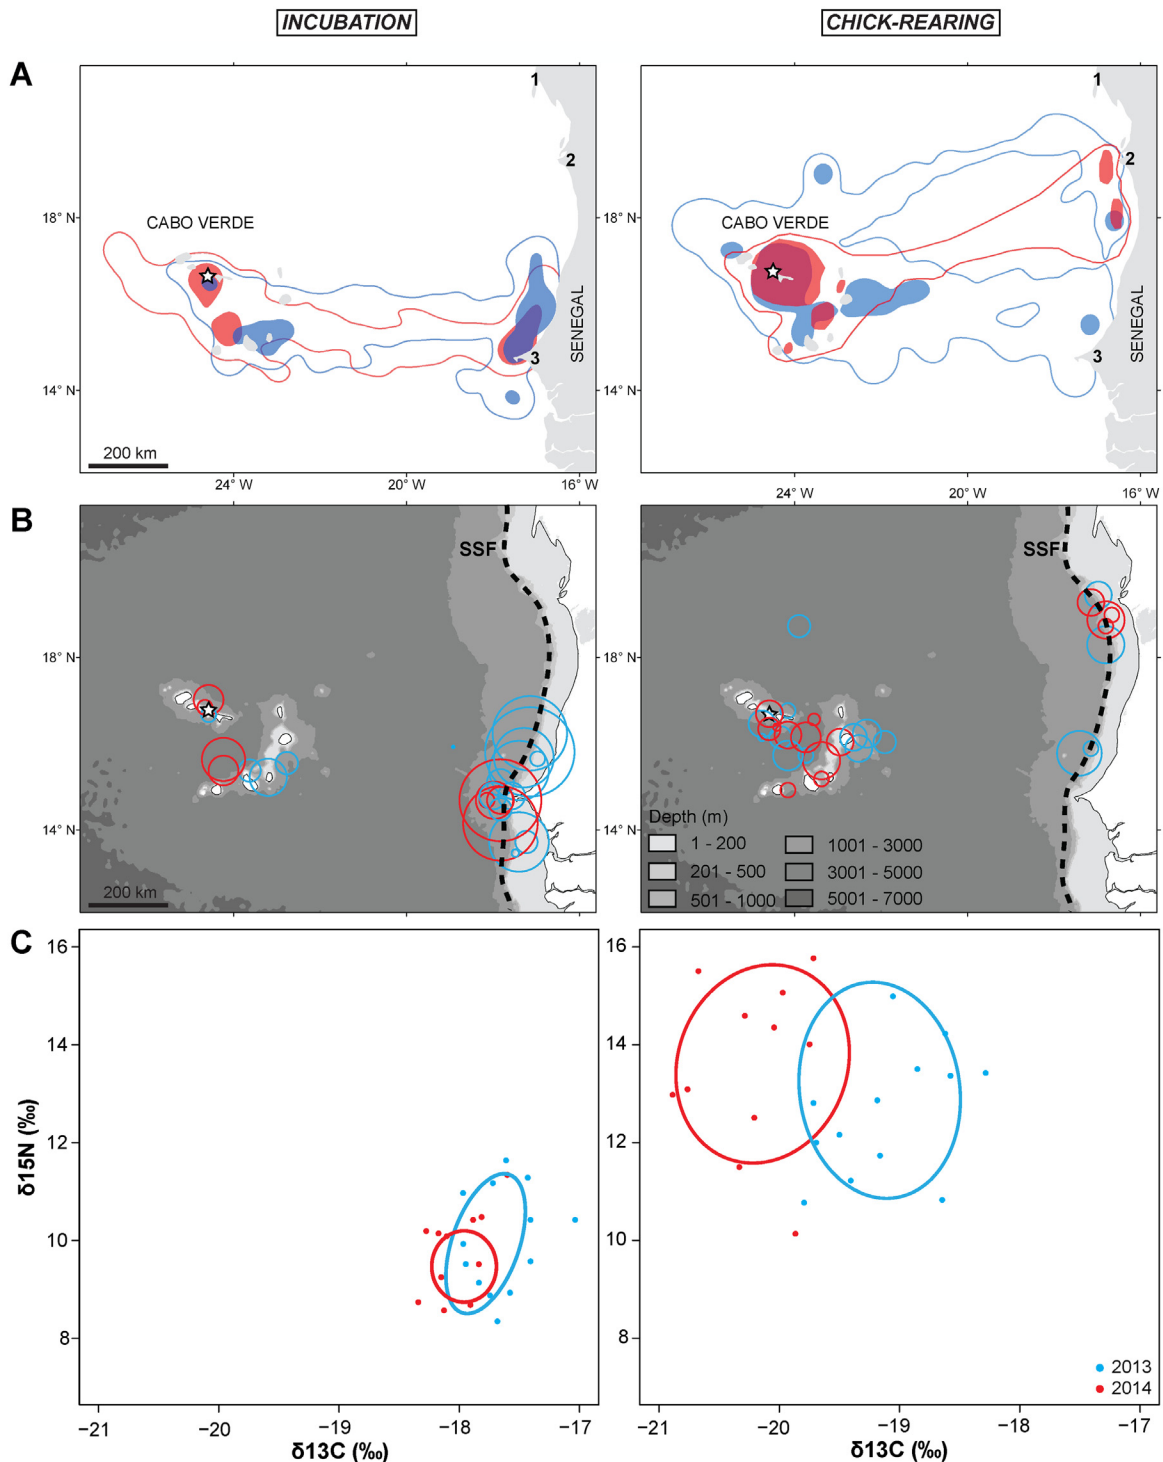 INCUBATION
CHICK-REARING
A
1
2
3
CABO VERDE
SENEGAL
18° N
14° N
200 km
24° W
20° W
16° W
1
2
3
CABO VERDE
SENEGAL
18° N
14° N
24° W
20° W
16° W
B
SSF
18° N
14° N
200 km
SSF
18° N
14° N
Depth (m)
1 - 200
201 - 500
501 - 1000
1001 - 3000
3001 - 5000
5001 - 7000
C
δ15N (‰)
16
14
12
10
8
−21
−20
−19
−18
−17
δ13C (‰)
16
14
12
10
8
2013
2014
−21
−20
−19
−18
−17
δ13C (‰)